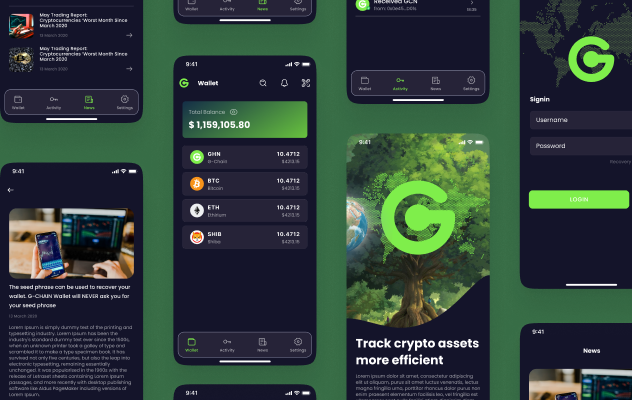 May Trading Report:
Cryptocurrencies 'Worst Month Since
March 2020
13 March 2020
May Trading Report:
Cryptocurrencies 'Worst Month Since
March 2020
13 March 2020
Wallet Activity News Settings
9:41
The seed phrase can be used to recover your
wallet. G-CHAIN Wallet will NEVER ask you for
your seed phrase
13 March 2020
Lorem Ipsum is simply dummy text of the printing and
typesetting industry. Lorem Ipsum has been the
industry's standard dummy text ever since the 1500s,
when an unknown printer took a galley of type and
scrambled it to make a type specimen book. It has
survived not only five centuries, but also the leap into
electronic typesetting, remaining essentially
unchanged. It was popularised in the 1960s with the
release of Letraset sheets containing Lorem Ipsum
passages, and more recently with desktop publishing
software like Aldus PageMaker including versions of
Lorem Ipsum.
Wallet Activity News Settings
9:41
Wallet
Total Balance
$ 1,159,105.80
GHN 10.4712
G-Chain $4213.15
BTC 10.4712
Bitcoin $4213.15
ETH 10.4712
Ethirum $4213.15
SHIB 10.4712
Shiba $4213.15
Wallet Activity News Settings
9:41
Received GCN
Wallet Activity News Settings
9:41
Track crypto assets
more efficient
Lorem ipsum dolor sit amet, consectetur adipiscing
elit ut aliquam, purus sit amet luctus venenatis, lectus
magna fringilla urna, porttitor rhoncus dolor purus non
enim praesent elementum facilisis leo, vel fringilla est
Signin
Username
Password
Recovery
LOGIN
9:41
News